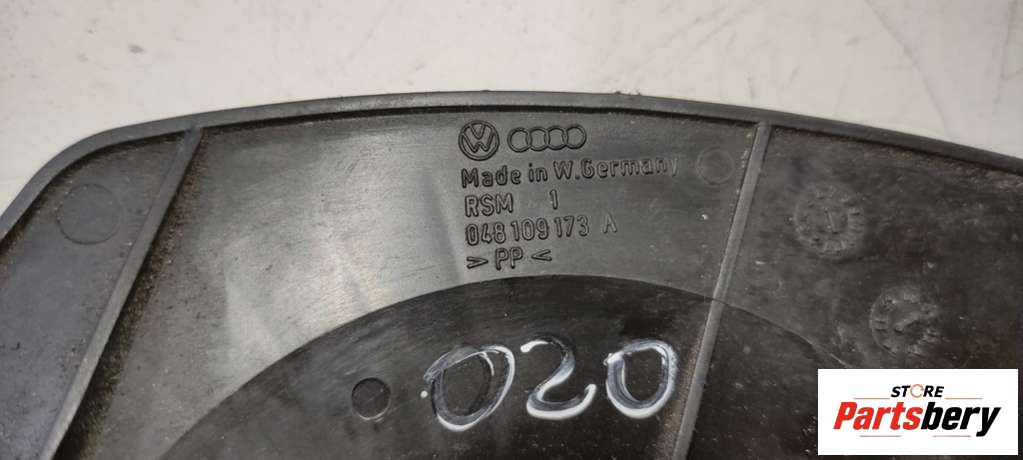 Made in W.Germany
RSM 1
048 109 173 A
> PP <
020
STORE
Partsbery